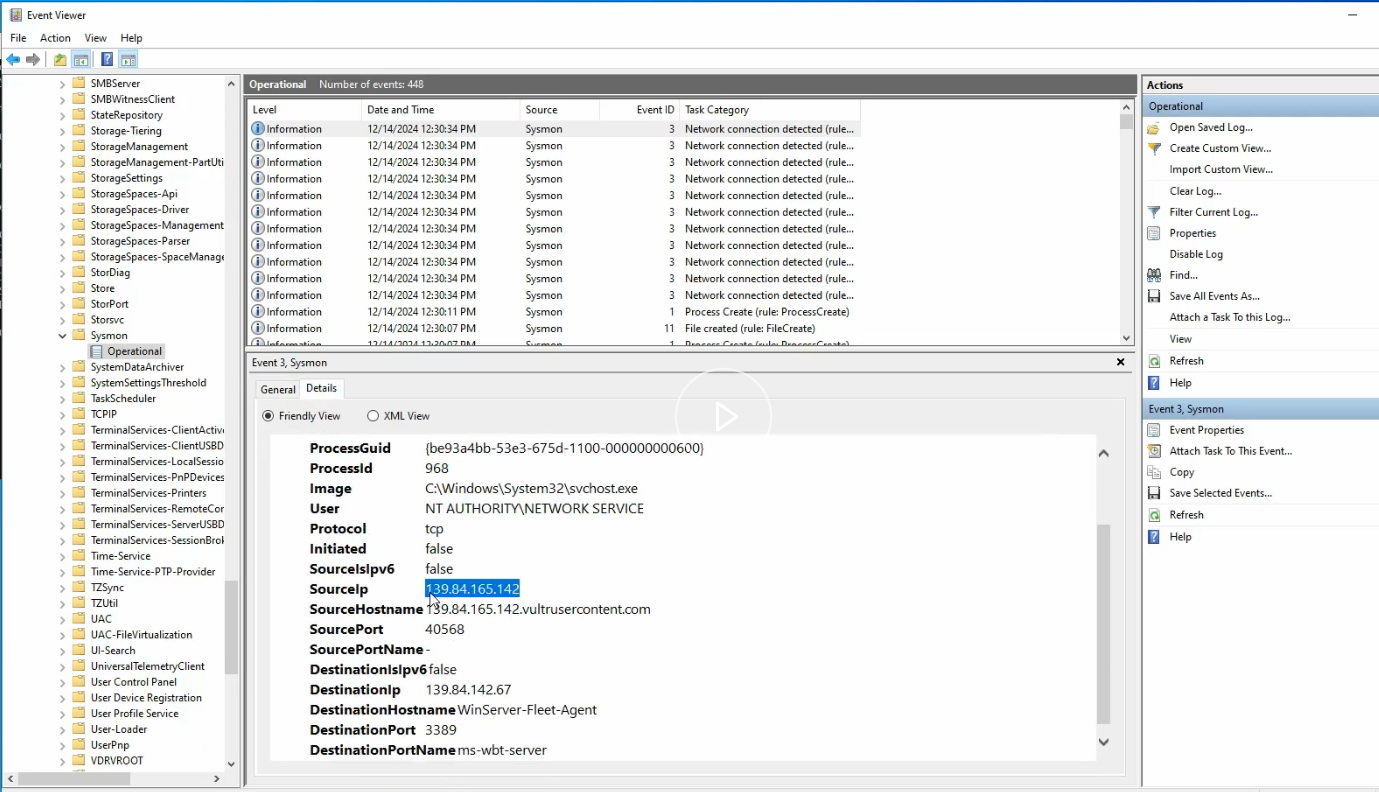 Event Viewer
File Action View Help
SMBServer
SMBWitnessClient
StateRepository
Storage-Tiering
StorageManagement
StorageManagement-PartUti
StorageSettings
StorageSpaces-Api
StorageSpaces-Driver
StorageSpaces-Management
StorageSpaces-Parser
StorageSpaces-SpaceManage
StorDiag
Store
StorPort
Storsvc
Sysmon
Operational
SystemDataArchiver
SystemSettingsThreshold
TaskScheduler
TCPIP
TerminalServices-ClientActive
TerminalServices-ClientUSBD
TerminalServices-LocalSessio
TerminalServices-PnPDevices
TerminalServices-Printers
TerminalServices-RemoteCor
TerminalServices-ServerUSBD
TerminalServices-SessionBrok
Time-Service
Time-Service-PTP-Provider
TZSync
TZUtil
UAC
UAC-FileVirtualization
UI-Search
UniversalTelemetryClient
User Control Panel
User Device Registration
User Profile Service
User-Loader
UserPnp
VDRVROOT
Operational Number of events: 448
Level Date and Time Source Event ID Task Category
Information 12/14/2024 12:30:34 PM Sysmon 3 Network connection detected (rule...
Information 12/14/2024 12:30:34 PM Sysmon 3 Network connection detected (rule...
Information 12/14/2024 12:30:34 PM Sysmon 3 Network connection detected (rule...
Information 12/14/2024 12:30:34 PM Sysmon 3 Network connection detected (rule...
Information 12/14/2024 12:30:34 PM Sysmon 3 Network connection detected (rule...
Information 12/14/2024 12:30:34 PM Sysmon 3 Network connection detected (rule...
Information 12/14/2024 12:30:34 PM Sysmon 3 Network connection detected (rule...
Information 12/14/2024 12:30:34 PM Sysmon 3 Network connection detected (rule...
Information 12/14/2024 12:30:34 PM Sysmon 3 Network connection detected (rule...
Information 12/14/2024 12:30:34 PM Sysmon 3 Network connection detected (rule...
Information 12/14/2024 12:30:34 PM Sysmon 3 Network connection detected (rule...
Information 12/14/2024 12:30:11 PM Sysmon 1 Process Create (rule: ProcessCreate)
Information 12/14/2024 12:30:07 PM Sysmon 11 File created (rule: FileCreate)
Information 12/14/2024 12:30:07 PM Sysmon 1 Process Create (rule: ProcessCreate)
Event 3, Sysmon
General Details
Friendly View XML View
ProcessGuid {be93a4bb-53e3-675d-1100-000000000600}
ProcessId 968
Image C:\Windows\System32\svchost.exe
User NT AUTHORITY\NETWORK SERVICE
Protocol tcp
Initiated false
SourceIsIpv6 false
SourceIp 139.84.165.142
SourceHostname 139.84.165.142.vultrusercontent.com
SourcePort 40568
SourcePortName -
DestinationIsIpv6 false
DestinationIp 139.84.142.67
DestinationHostname WinServer-Fleet-Agent
DestinationPort 3389
DestinationPortName ms-wbt-server
Actions
Operational
Open Saved Log...
Create Custom View...
Import Custom View...
Clear Log...
Filter Current Log...
Properties
Disable Log
Find...
Save All Events As...
Attach a Task To this Log...
View
Refresh
Help
Event 3, Sysmon
Event Properties
Attach Task To This Event...
Copy
Save Selected Events...
Refresh
Help